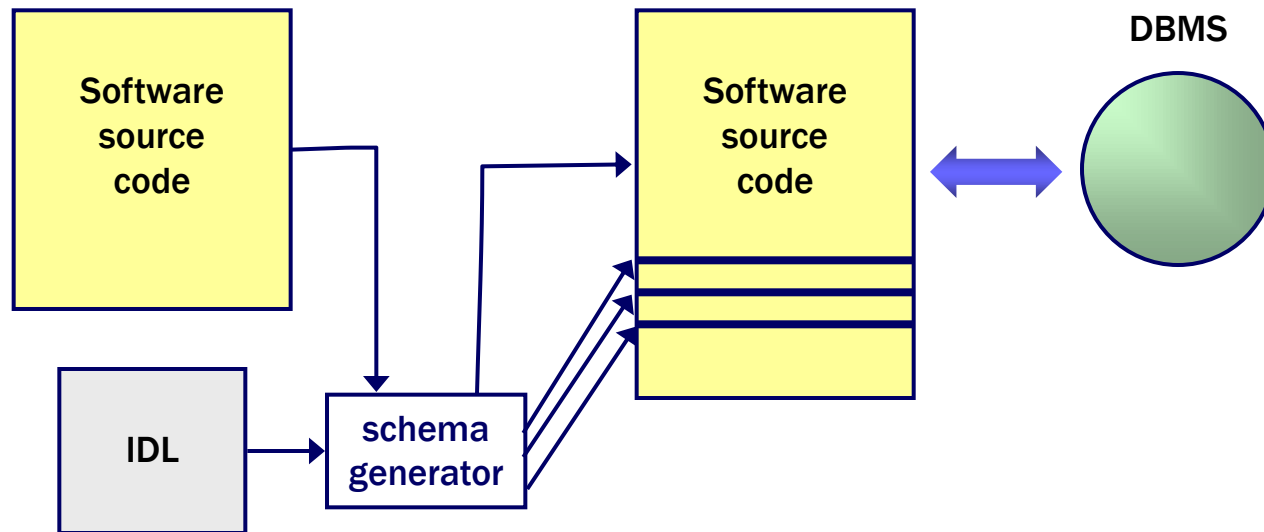 Software
source
code
IDL
schema
generator
Software
source
code
DBMS